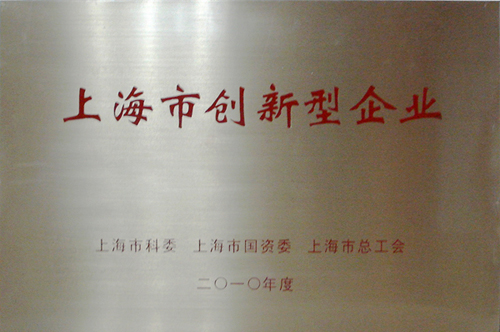 上海市创新型企业
上海市科委 上海市国资委 上海市总工会
二〇一〇年度